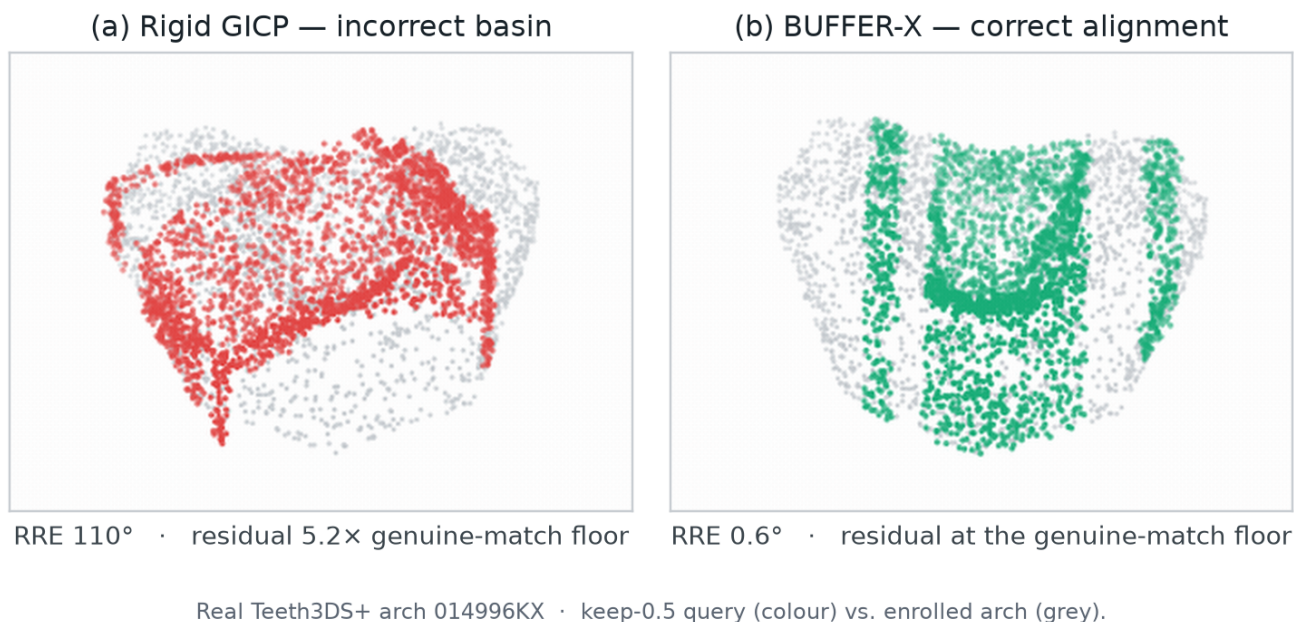 (a) Rigid GICP — incorrect basin
(b) BUFFER-X — correct alignment
RRE 110° · residual 5.2× genuine-match floor
RRE 0.6° · residual at the genuine-match floor
Real Teeth3DS+ arch 014996KX · keep-0.5 query (colour) vs. enrolled arch (grey).